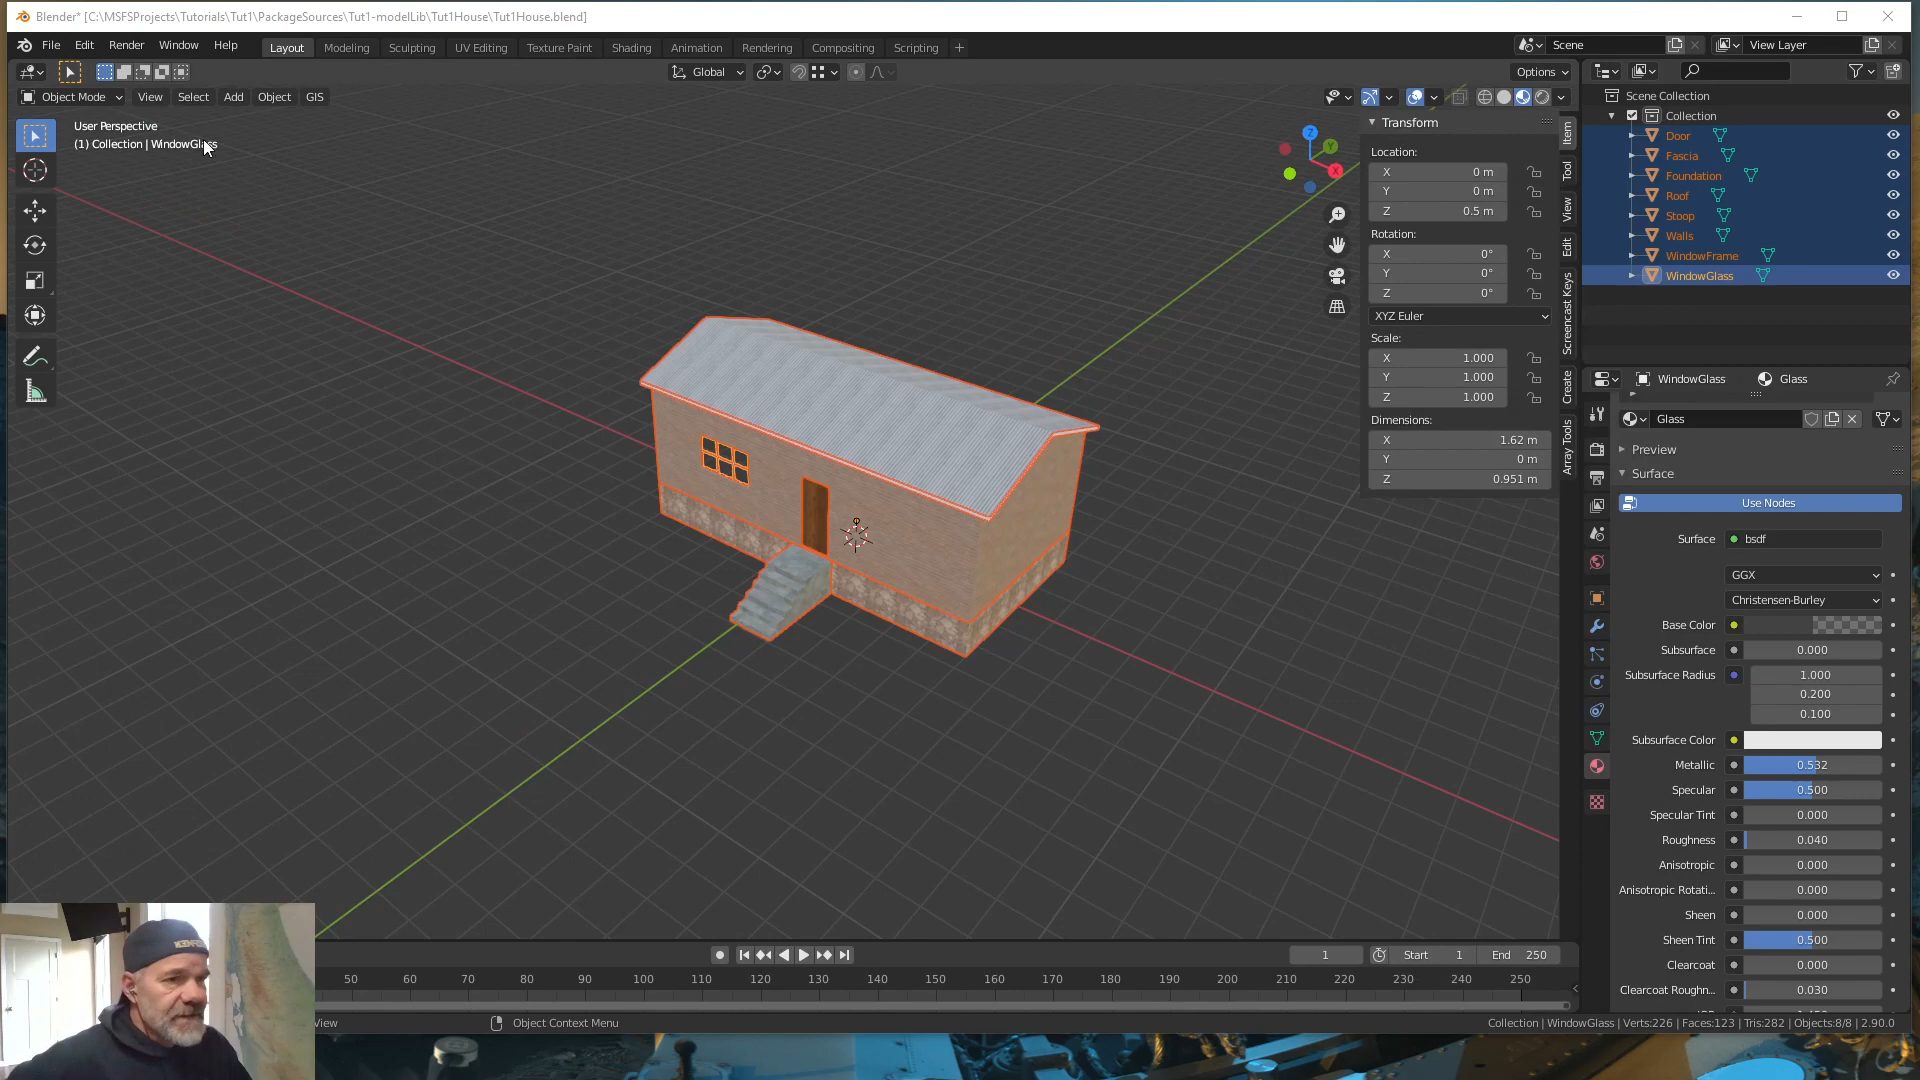 Blender* [C:\MSFSProjects\Tutorials\Tut1\PackageSources\Tut1-modelLib\Tut1House\Tut1House.blend]
File Edit Render Window Help Layout Modeling Sculpting UV Editing Texture Paint Shading Animation Rendering Compositing Scripting + Scene View Layer
Global Options
Object Mode View Select Add Object GIS
User Perspective
(1) Collection | WindowGlass
Z
Y
X
Transform
Location:
X 0 m
Y 0 m
Z 0.5 m
Rotation:
X 0°
Y 0°
Z 0°
XYZ Euler
Scale:
X 1.000
Y 1.000
Z 1.000
Dimensions:
X 1.62 m
Y 0 m
Z 0.951 m
Item
Tool
View
Edit
Screencast Keys
Create
Array Tools
Scene Collection
Collection
Door
Fascia
Foundation
Roof
Stoop
Walls
WindowFrame
WindowGlass
WindowGlass Glass
Glass
Preview
Surface
Use Nodes
Surface bsdf
GGX
Christensen-Burley
Base Color
Subsurface 0.000
Subsurface Radius 1.000
0.200
0.100
Subsurface Color
Metallic 0.532
Specular 0.500
Specular Tint 0.000
Roughness 0.040
Anisotropic 0.000
Anisotropic Rotati... 0.000
Sheen 0.000
Sheen Tint 0.500
Clearcoat 0.000
Clearcoat Roughn... 0.030
1 Start 1 End 250
50 60 70 80 90 100 110 120 130 140 150 160 170 180 190 200 210 220 230 240 250
View Object Context Menu Collection | WindowGlass | Verts:226 | Faces:123 | Tris:282 | Objects:8/8 | 2.90.0